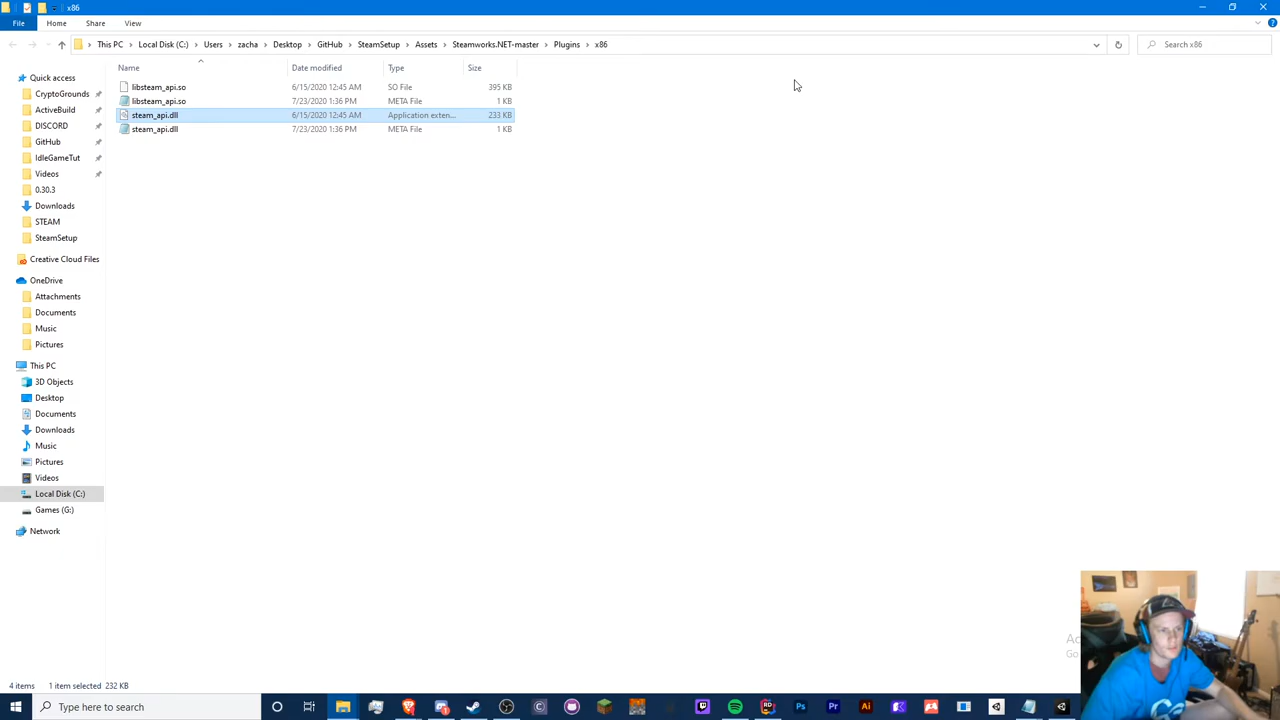 x86
File
Home
Share
View
This PC
Local Disk (C:)
Users
zacha
Desktop
GitHub
SteamSetup
Assets
Steamworks.NET-master
Plugins
x86
Search x86
Name
Date modified
Type
Size
libsteam_api.so
6/15/2020 12:45 AM
SO File
395 KB
libsteam_api.so
7/23/2020 1:36 PM
META File
1 KB
steam_api.dll
6/15/2020 12:45 AM
Application exten...
233 KB
steam_api.dll
7/23/2020 1:36 PM
META File
1 KB
Quick access
CryptoGrounds
ActiveBuild
DISCORD
GitHub
IdleGameTut
Videos
0.30.3
Downloads
STEAM
SteamSetup
Creative Cloud Files
OneDrive
Attachments
Documents
Music
Pictures
This PC
3D Objects
Desktop
Documents
Downloads
Music
Pictures
Videos
Local Disk (C:)
Games (G:)
Network
4 items
1 item selected 232 KB
Go
Type here to search